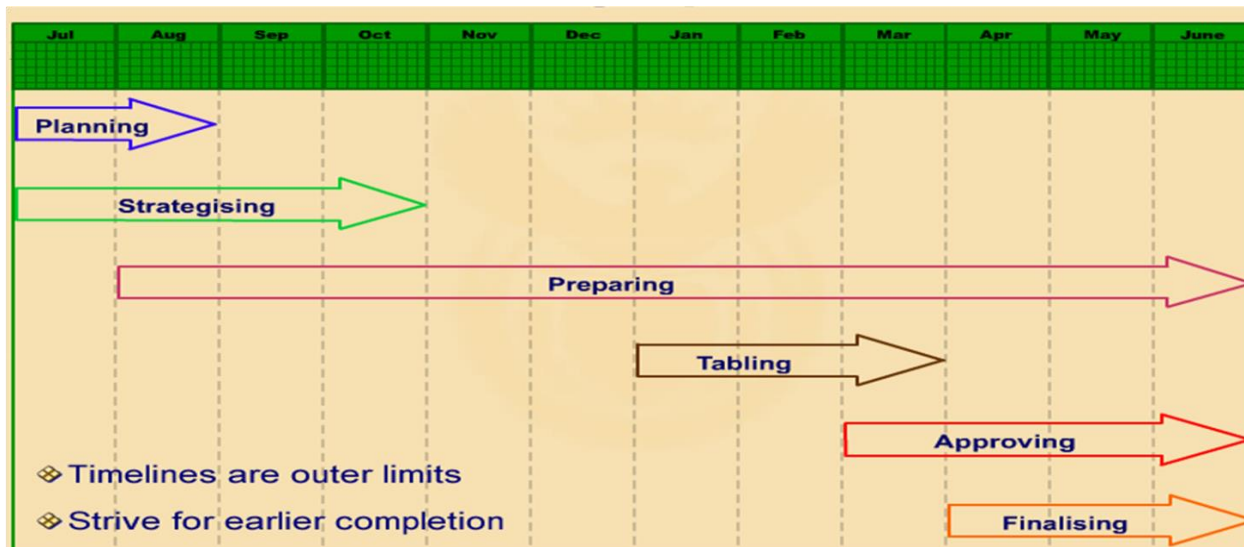 Jul Aug Sep Oct Nov Dec Jan Feb Mar Apr May June
Planning
Strategising
Preparing
Tabling
Approving
Timelines are outer limits
Strive for earlier completion
Finalising